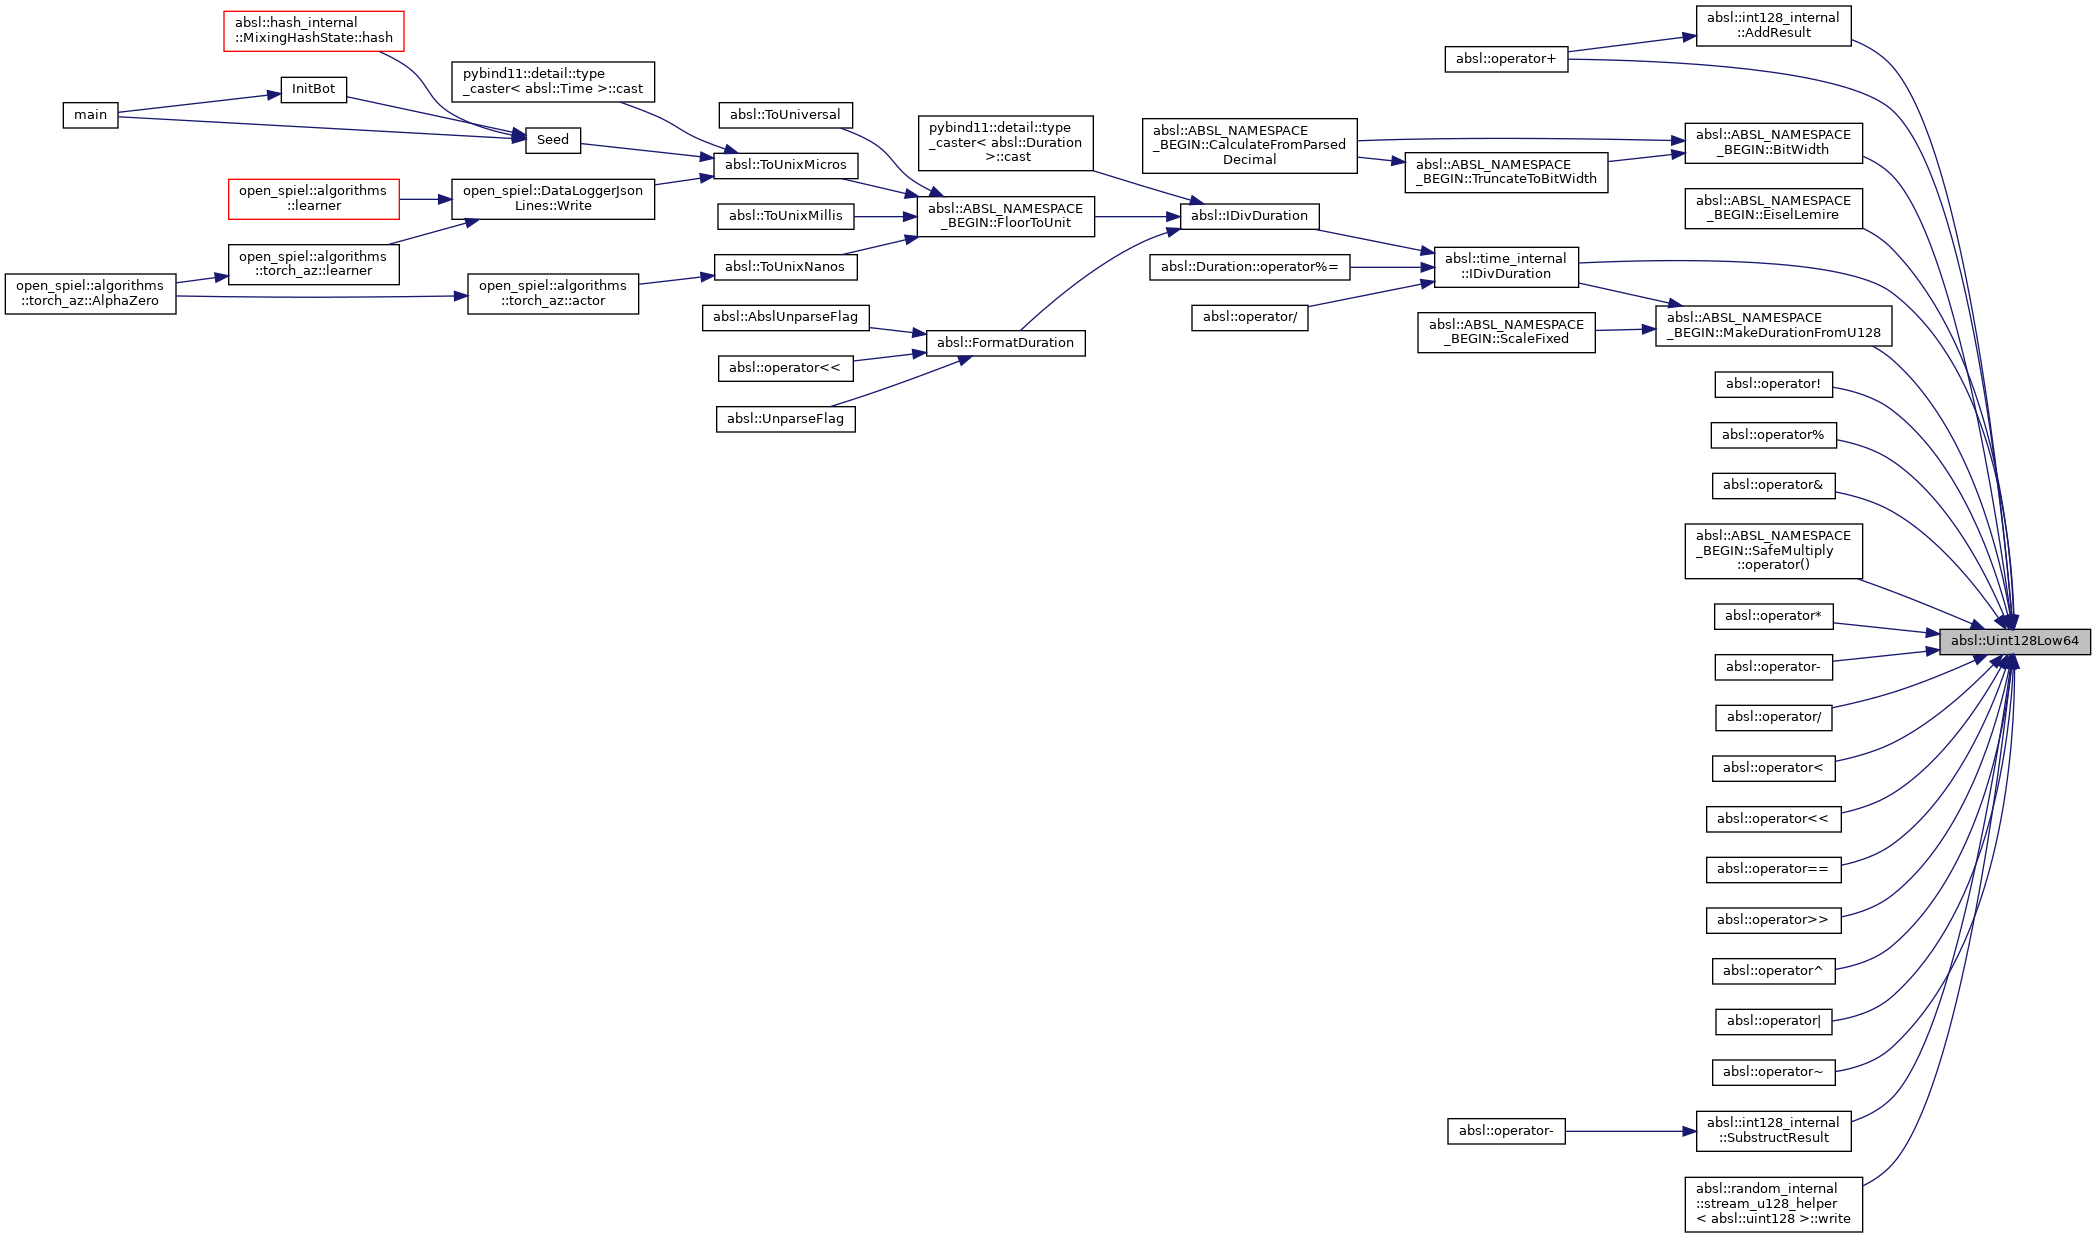 absl::hash_internal
::MixingHashState::hash
InitBot
main
pybind11::detail::type
_caster< absl::Time >::cast
Seed
open_spiel::algorithms
::learner
open_spiel::DataLoggerJson
Lines::Write
open_spiel::algorithms
::torch_az::learner
open_spiel::algorithms
::torch_az::AlphaZero
open_spiel::algorithms
::torch_az::actor
absl::ToUniversal
absl::ToUnixMicros
absl::ToUnixMillis
absl::ToUnixNanos
absl::AbslUnparseFlag
absl::operator<<
absl::UnparseFlag
pybind11::detail::type
_caster< absl::Duration
>::cast
absl::ABSL_NAMESPACE
_BEGIN::FloorToUnit
absl::FormatDuration
absl::ABSL_NAMESPACE
_BEGIN::CalculateFromParsed
Decimal
absl::IDivDuration
absl::Duration::operator%=
absl::operator/
absl::operator+
absl::ABSL_NAMESPACE
_BEGIN::TruncateToBitWidth
absl::time_internal
::IDivDuration
absl::ABSL_NAMESPACE
_BEGIN::ScaleFixed
absl::int128_internal
::AddResult
absl::ABSL_NAMESPACE
_BEGIN::BitWidth
absl::ABSL_NAMESPACE
_BEGIN::EiselLemire
absl::ABSL_NAMESPACE
_BEGIN::MakeDurationFromU128
absl::operator!
absl::operator%
absl::operator&
absl::ABSL_NAMESPACE
_BEGIN::SafeMultiply
::operator()
absl::operator*
absl::Uint128Low64
absl::operator-
absl::operator/
absl::operator<
absl::operator<<
absl::operator==
absl::operator>>
absl::operator^
absl::operator|
absl::operator~
absl::operator-
absl::int128_internal
::SubstructResult
absl::random_internal
::stream_u128_helper
< absl::uint128 >::write